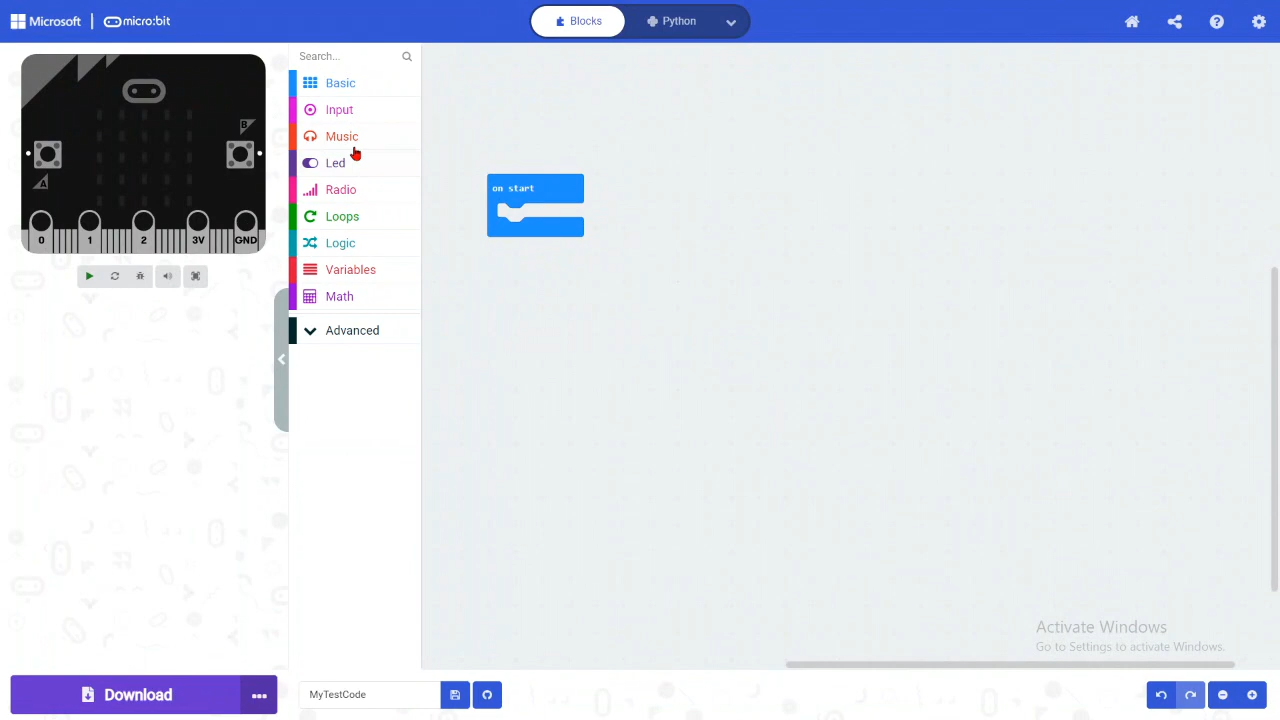 Microsoft
micro:bit
Blocks
Python
Search...
Basic
Input
Music
Led
Radio
Loops
Logic
Variables
Math
Advanced
B
A
0
1
2
3V
GND
on start
Activate Windows
Go to Settings to activate Windows.
Download
MyTestCode